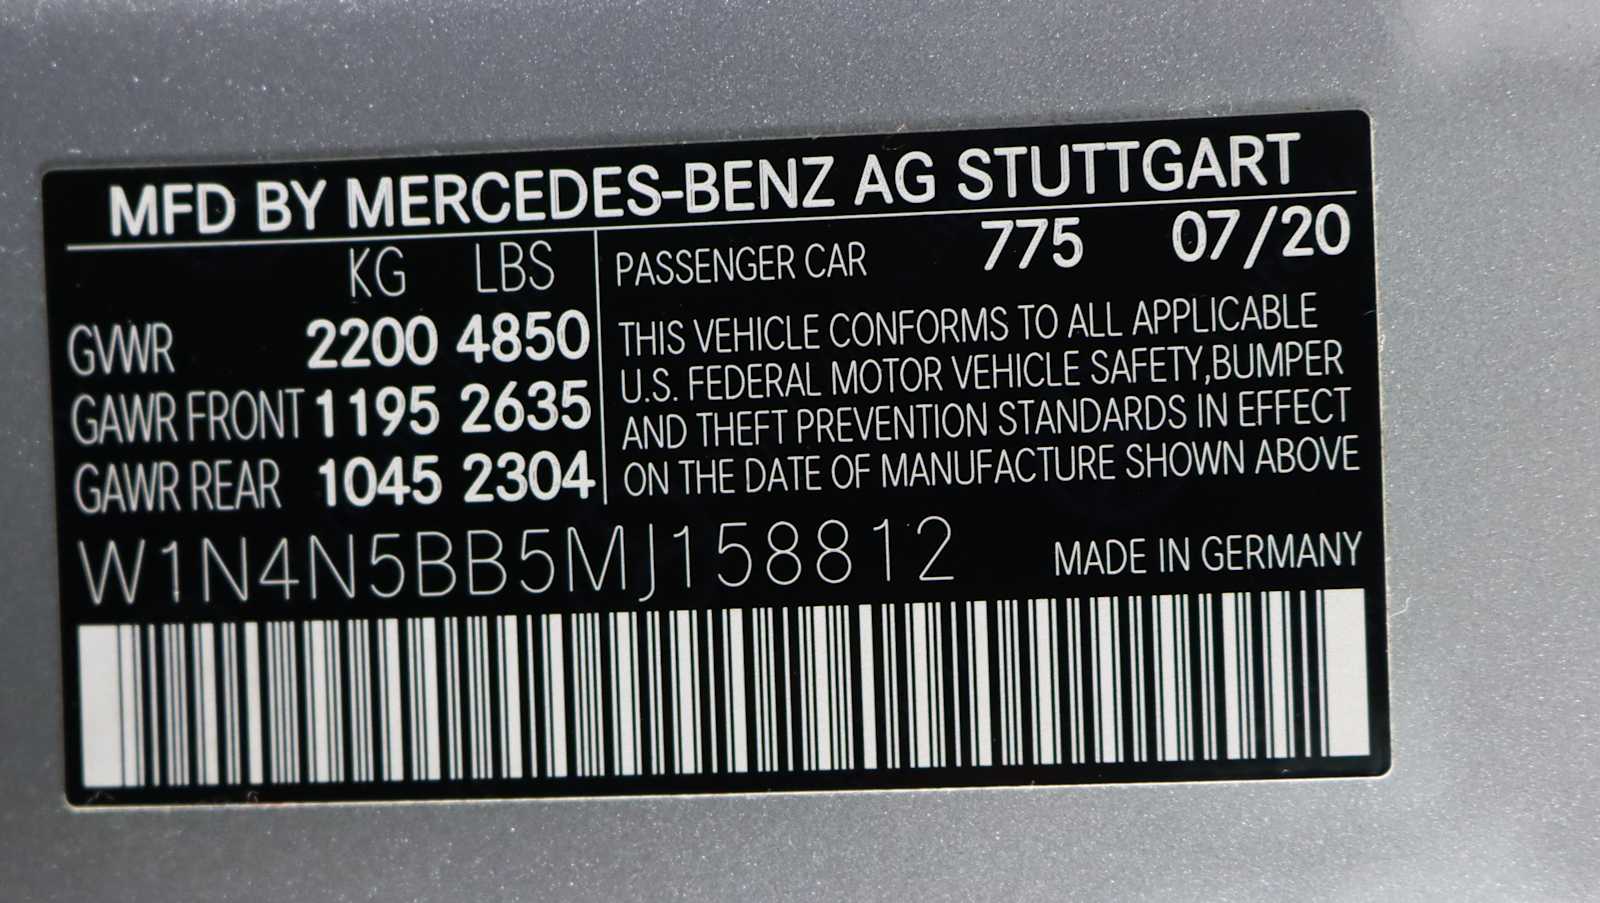 MFD BY MERCEDES-BENZ AG STUTTGART
KG LBS
GVWR 2200 4850
GAWR FRONT 1195 2635
GAWR REAR 1045 2304
PASSENGER CAR 775 07/20
THIS VEHICLE CONFORMS TO ALL APPLICABLE
U.S. FEDERAL MOTOR VEHICLE SAFETY,BUMPER
AND THEFT PREVENTION STANDARDS IN EFFECT
ON THE DATE OF MANUFACTURE SHOWN ABOVE
W1N4N5BB5MJ158812
MADE IN GERMANY